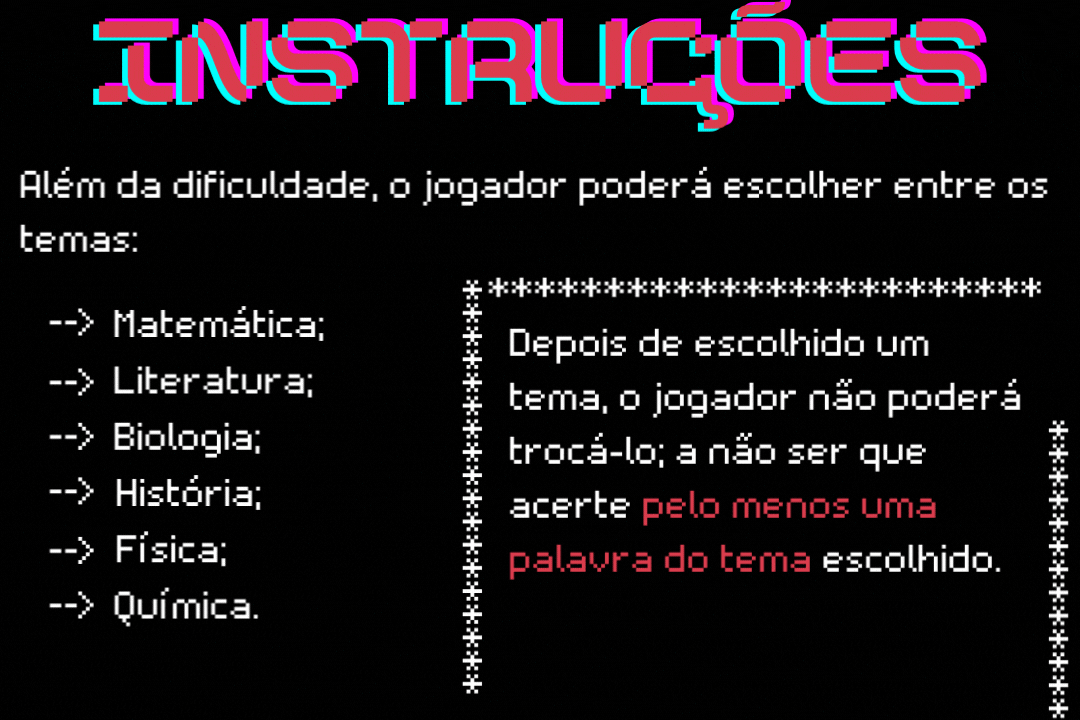 INSTRUÇÕES
Além da dificuldade, o jogador poderá escolher entre os
temas:
--> Matemática;
--> Literatura;
--> Biologia;
--> História;
--> Física;
--> Química.
************************
Depois de escolhido um
tema, o jogador não poderá
trocá-lo; a não ser que
acerte pelo menos uma
palavra do tema escolhido.